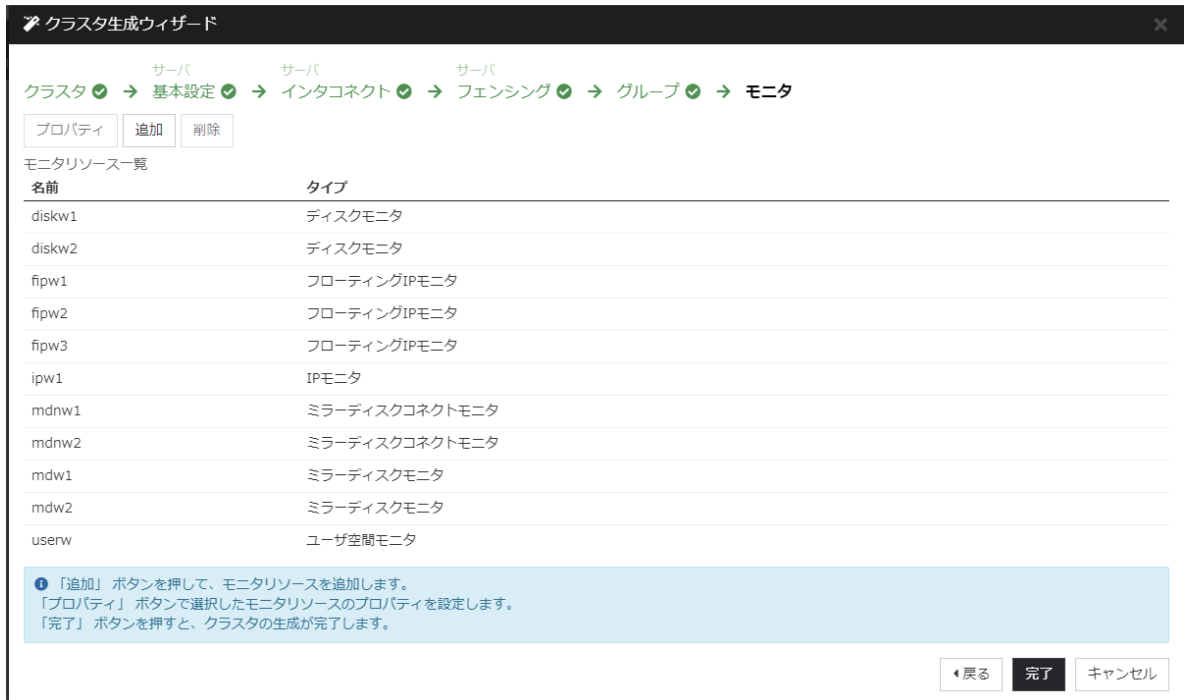 クラスタ生成ウィザード
サーバ サーバ サーバ
クラスタ → 基本設定 → インタコネクト → フェンシング → グループ → モニタ
プロパティ 追加 削除
モニタリソース一覧
名前 タイプ
diskw1 ディスクモニタ
diskw2 ディスクモニタ
fipw1 フローティングIPモニタ
fipw2 フローティングIPモニタ
fipw3 フローティングIPモニタ
ipw1 IPモニタ
mdnw1 ミラーディスクコネクトモニタ
mdnw2 ミラーディスクコネクトモニタ
mdw1 ミラーディスクモニタ
mdw2 ミラーディスクモニタ
userw ユーザ空間モニタ
「追加」 ボタンを押して、モニタリソースを追加します。
「プロパティ」 ボタンで選択したモニタリソースのプロパティを設定します。
「完了」 ボタンを押すと、クラスタの生成が完了します。
戻る 完了 キャンセル